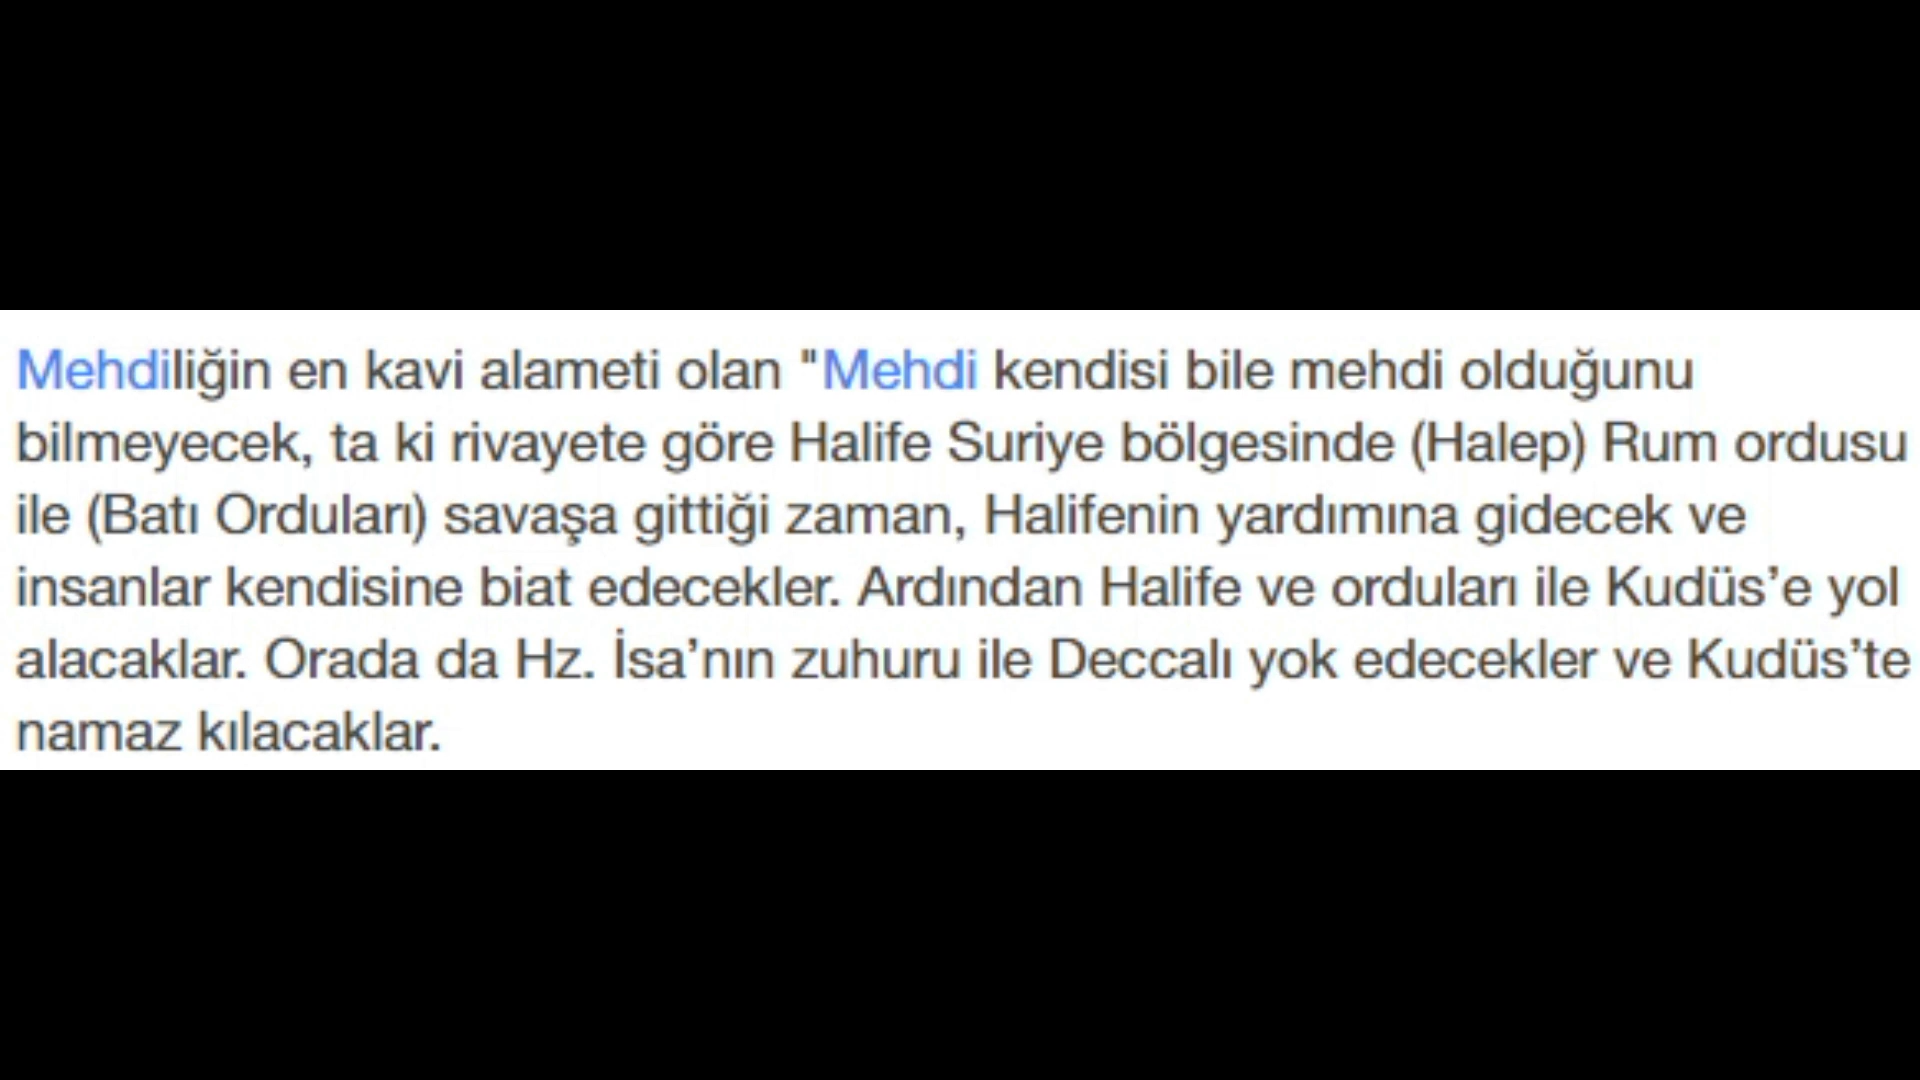 Mehdiliğin en kavi alameti olan "Mehdi kendisi bile mehdi olduğunu
bilmeyecek, ta ki rivayete göre Halife Suriye bölgesinde (Halep) Rum ordusu
ile (Batı Orduları) savaşa gittiği zaman, Halifenin yardımına gidecek ve
insanlar kendisine biat edecekler. Ardından Halife ve orduları ile Kudüs’e yol
alacaklar. Orada da Hz. İsa’nın zuhuru ile Deccalı yok edecekler ve Kudüs’te
namaz kılacaklar.